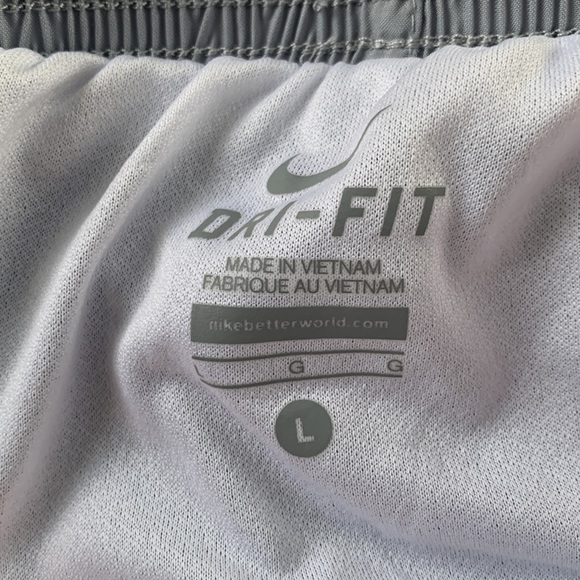 DRI-FIT
MADE IN VIETNAM
FABRIQUE AU VIETNAM
nikebetterworld.com
G G
L